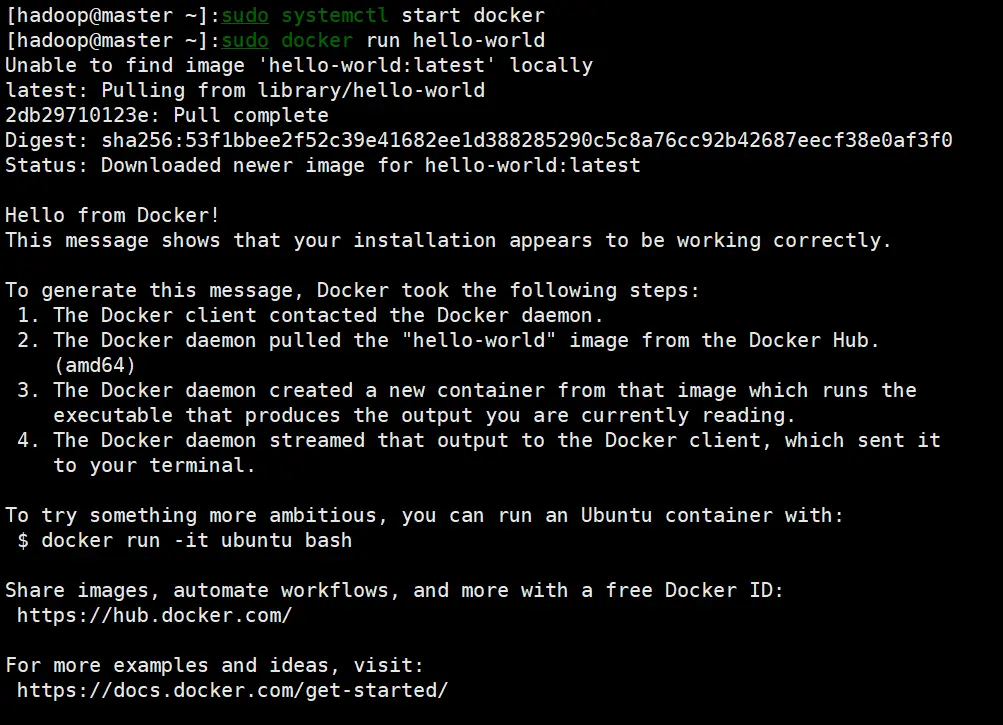 [hadoop@master ~]:sudo systemctl start docker
[hadoop@master ~]:sudo docker run hello-world
Unable to find image 'hello-world:latest' locally
latest: Pulling from library/hello-world
2db29710123e: Pull complete
Digest: sha256:53f1bbee2f52c39e41682ee1d388285290c5c8a76cc92b42687eecf38e0af3f0
Status: Downloaded newer image for hello-world:latest

Hello from Docker!
This message shows that your installation appears to be working correctly.

To generate this message, Docker took the following steps:
 1. The Docker client contacted the Docker daemon.
 2. The Docker daemon pulled the "hello-world" image from the Docker Hub.
    (amd64)
 3. The Docker daemon created a new container from that image which runs the
    executable that produces the output you are currently reading.
 4. The Docker daemon streamed that output to the Docker client, which sent it
    to your terminal.

To try something more ambitious, you can run an Ubuntu container with:
 $ docker run -it ubuntu bash

Share images, automate workflows, and more with a free Docker ID:
 https://hub.docker.com/

For more examples and ideas, visit:
 https://docs.docker.com/get-started/